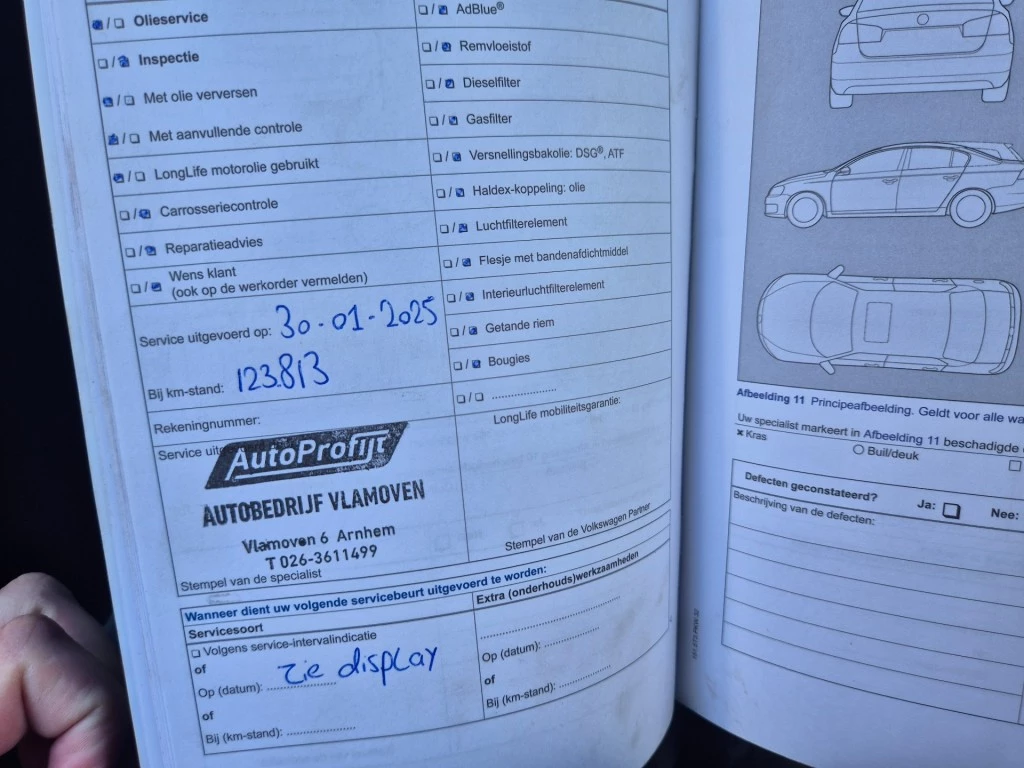 Olieservice
Inspectie
Met olie verversen
Met aanvullende controle
LongLife motorolie gebruikt
Carrosseriecontrole
Reparatieadvies
Wens klant
(ook op de werkorder vermelden)
Service uitgevoerd op: 30-01-2025
Bij km-stand: 123.813
Rekeningnummer:
Service uit
AutoProfijt
AUTOBEDRIJF VLAMOVEN
Vlamoven 6 Arnhem
T 026-3611499
Stempel van de specialist
AdBlue®
Remvloeistof
Dieselfilter
Gasfilter
Versnellingsbakolie: DSG®, ATF
Haldex-koppeling: olie
Luchtfilterelement
Flesje met bandenafdichtmiddel
Interieurluchtfilterelement
Getande riem
Bougies
LongLife mobiliteitsgarantie:
Stempel van de Volkswagen Partner
Wanneer dient uw volgende servicebeurt uitgevoerd te worden:
Servicesoort
Volgens service-intervalindicatie
of
zie display
Op (datum):
of
Bij (km-stand):
Extra (onderhouds)werkzaamheden
Op (datum):
of
Bij (km-stand):
Afbeelding 11 Principeafbeelding. Geldt voor alle wa
Uw specialist markeert in Afbeelding 11 beschadigde
× Kras
Buil/deuk
Defecten geconstateerd?
Ja:
Nee:
Beschrijving van de defecten: